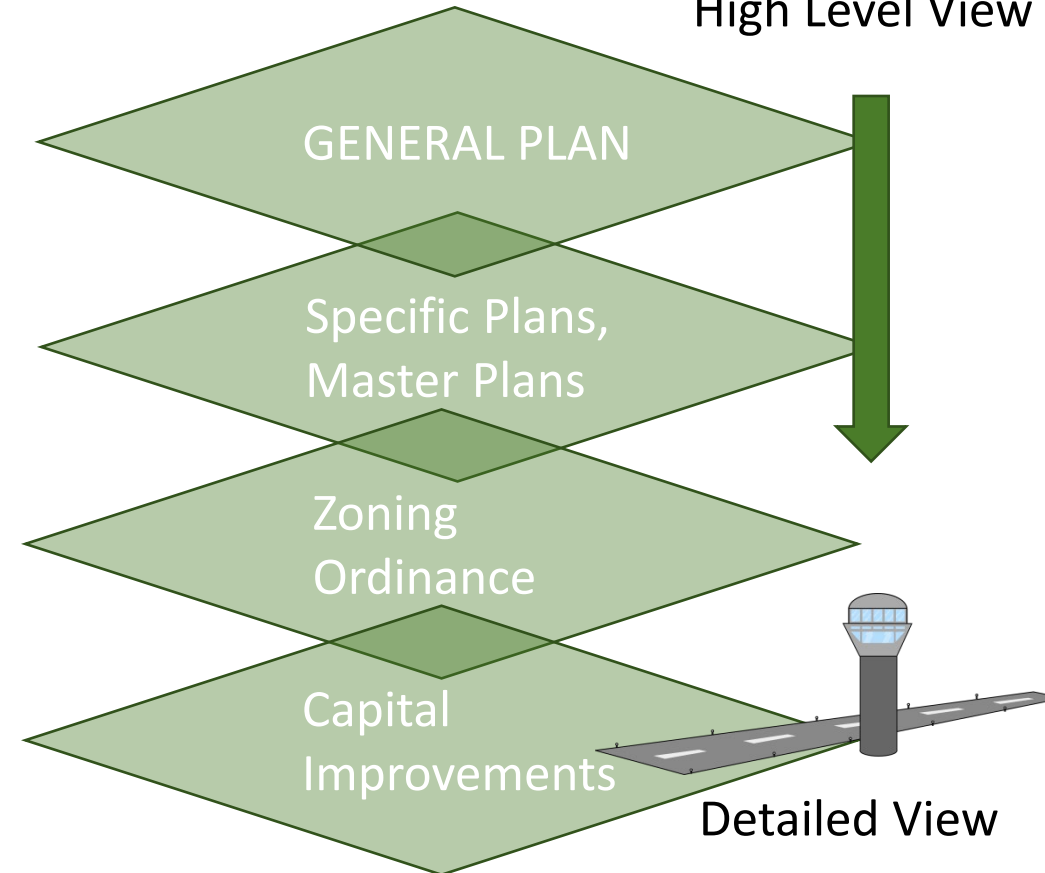 High Level View
GENERAL PLAN
Specific Plans,
Master Plans
Zoning
Ordinance
Capital
Improvements
Detailed View